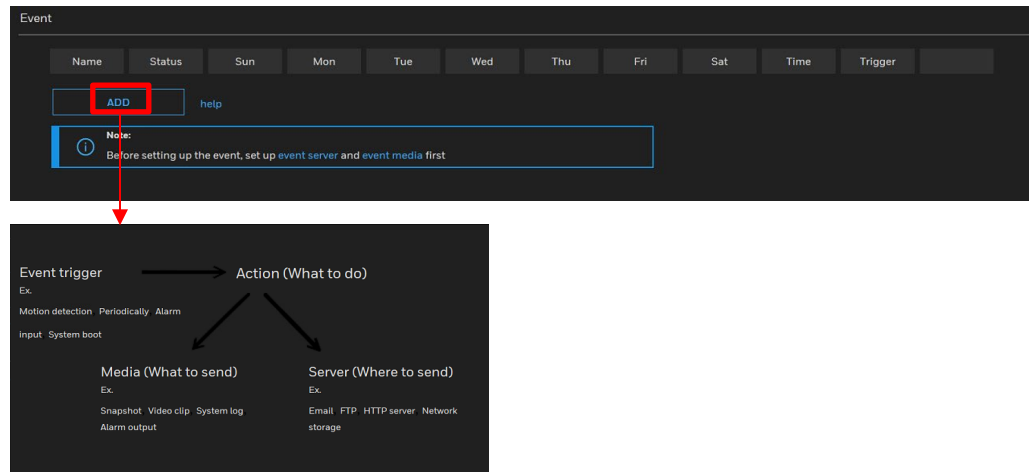 Event
Name Status Sun Mon Tue Wed Thu Fri Sat Time Trigger
ADD help
Note:
Before setting up the event, set up event server and event media first
Event trigger Action (What to do)
Ex.
Motion detection Periodically Alarm
input System boot
Media (What to send) Server (Where to send)
Ex. Ex.
Snapshot Video clip System log Email FTP HTTP server Network
Alarm output storage